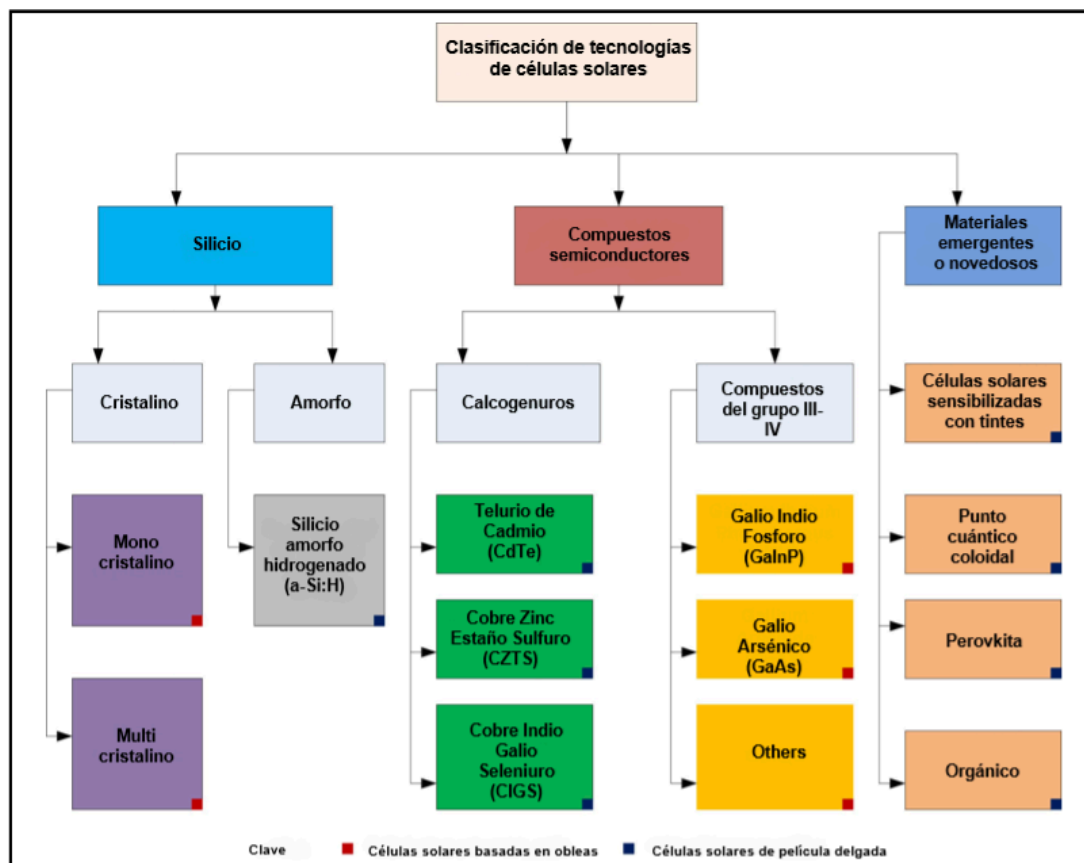 Clasificación de tecnologías
de células solares
Silicio
Compuestos
semiconductores
Materiales
emergentes
o novedosos
Cristalino
Amorfo
Calcogenuros
Compuestos
del grupo III-
IV
Células solares
sensibilizadas
con tintes
Mono
cristalino
Silicio
amorfo
hidrogenado
(a-Si:H)
Telurio de
Cadmio
(CdTe)
Galio Indio
Fosforo
(GaInP)
Punto
cuántico
coloidal
Cobre Zinc
Estaño Sulfuro
(CZTS)
Galio
Arsénico
(GaAs)
Perovkita
Multi
cristalino
Cobre Indio
Galio
Seleniuro
(CIGS)
Others
Orgánico
Clave
Células solares basadas en obleas
Células solares de película delgada